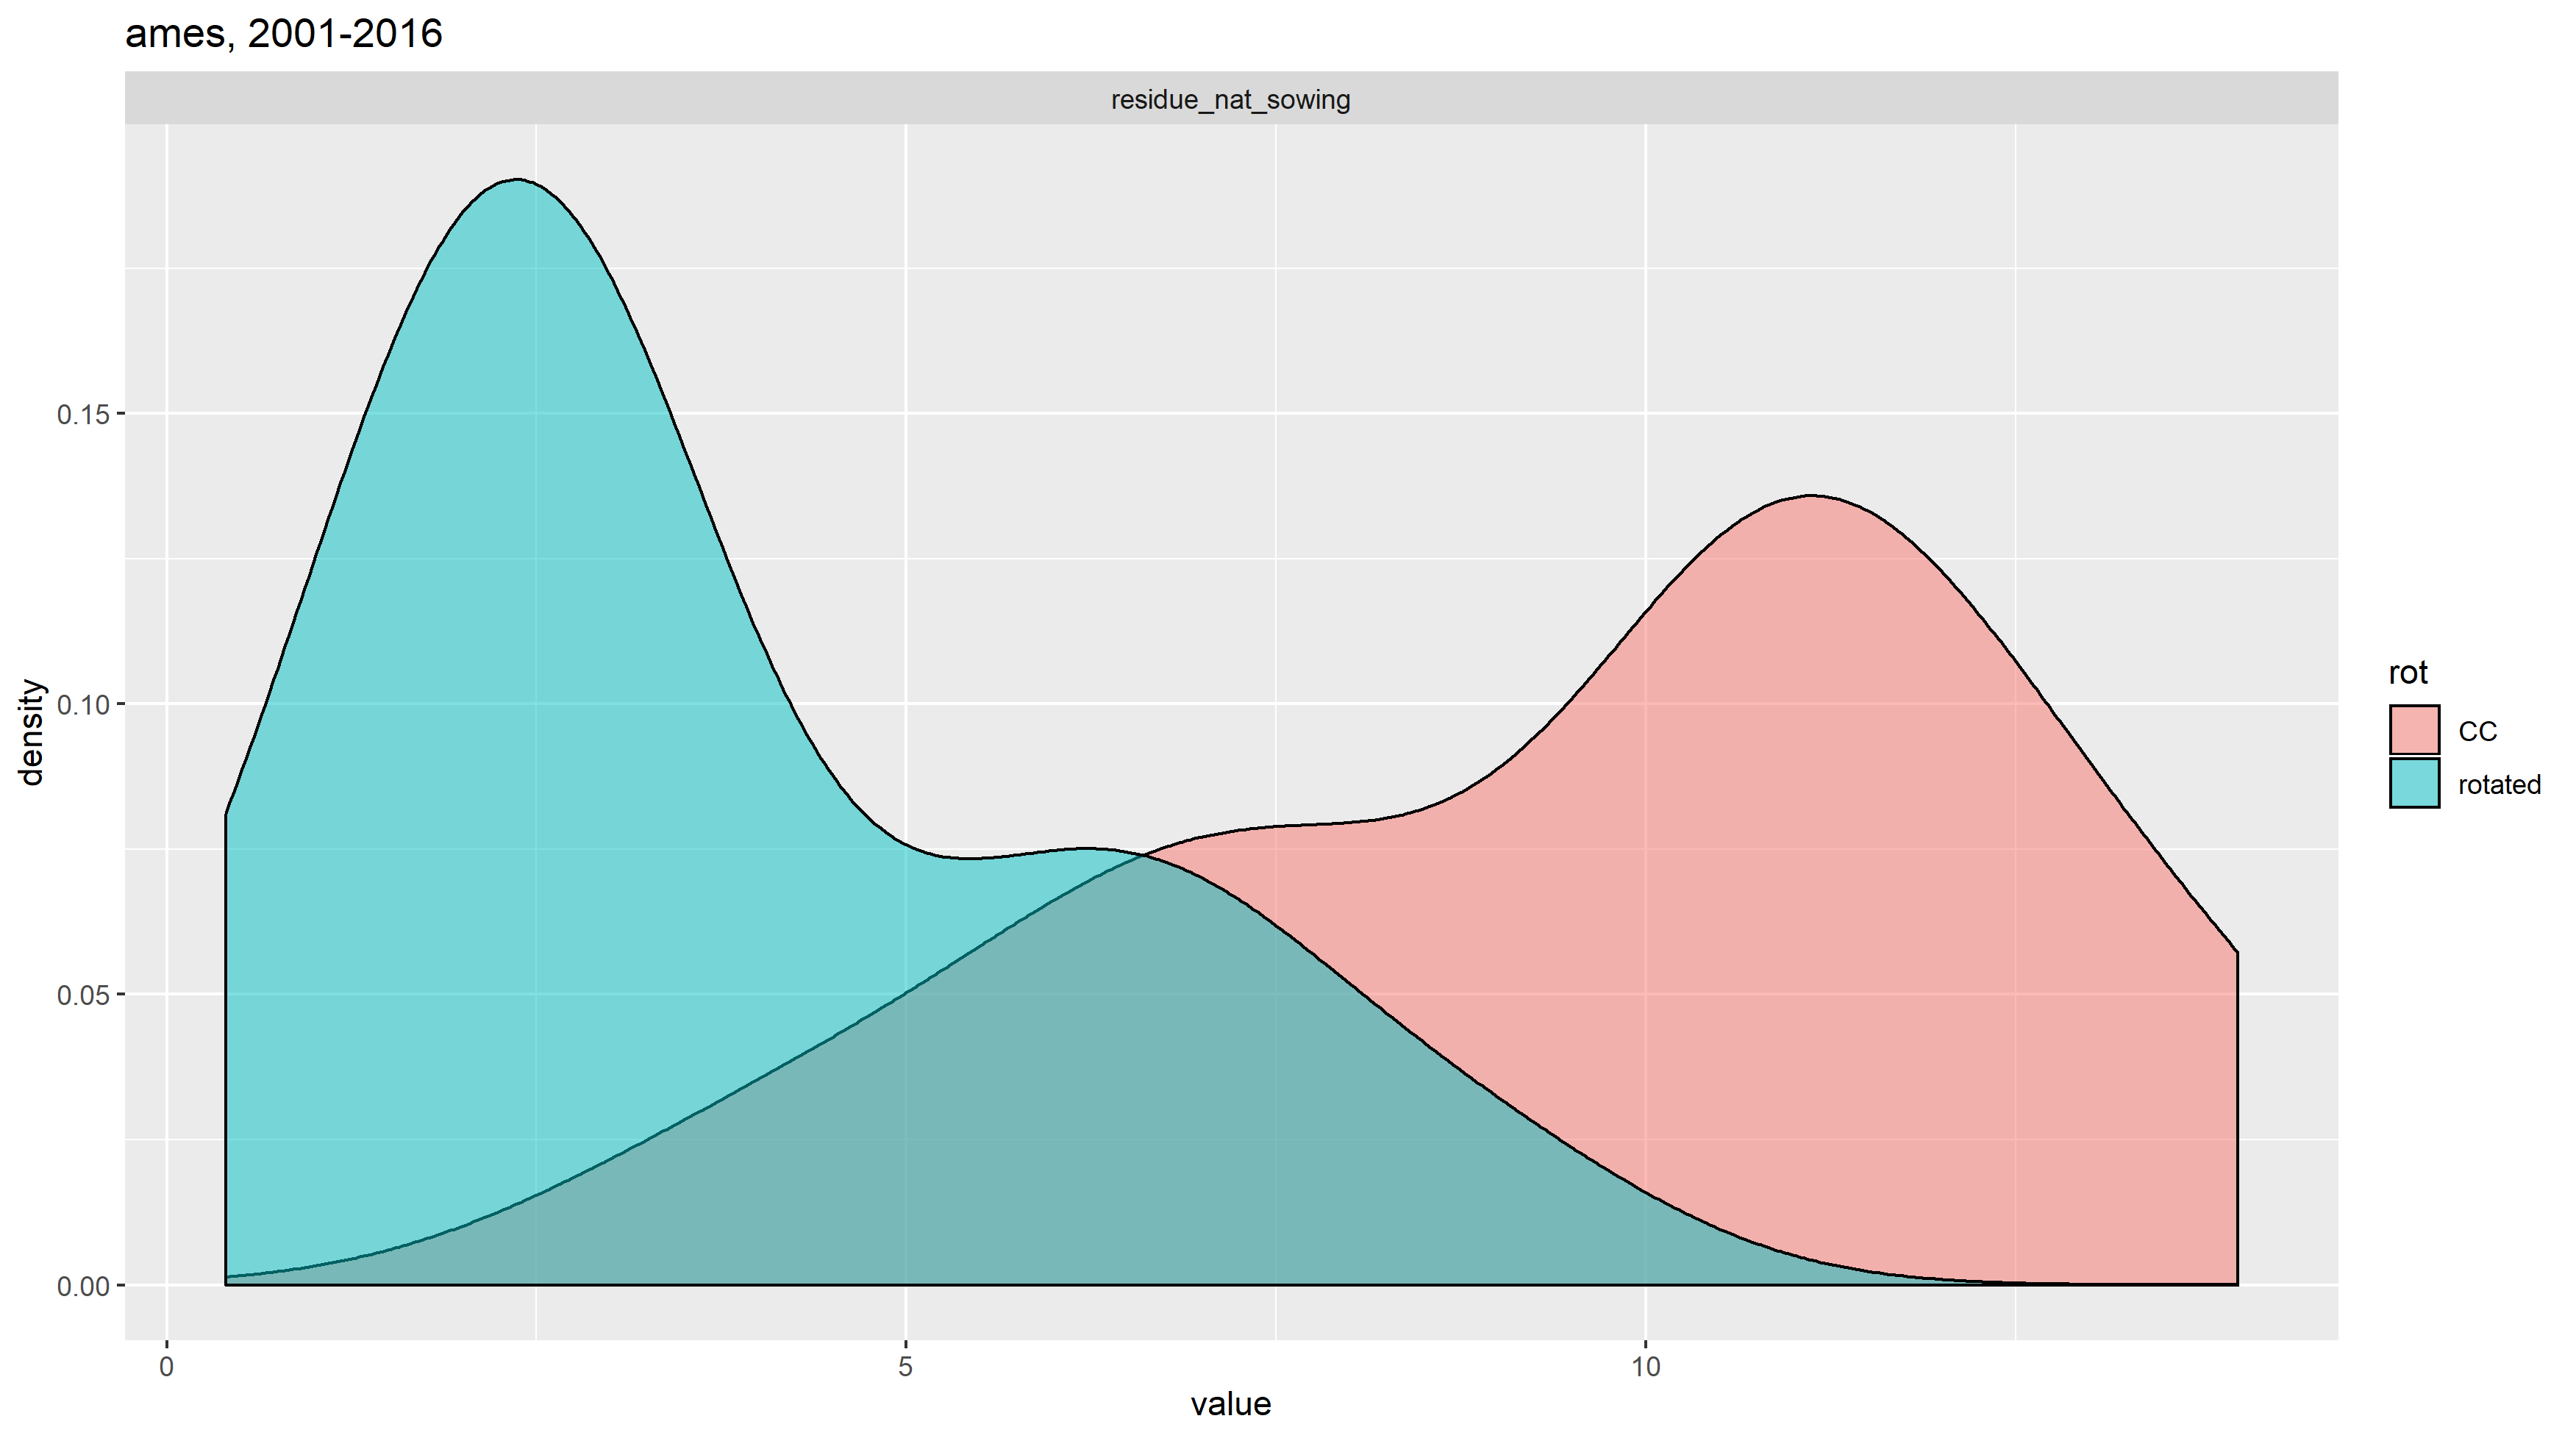 ames, 2001-2016
residue_nat_sowing
0.15
0.10
0.05
0.00
density
0
5
10
value
rot
CC
rotated